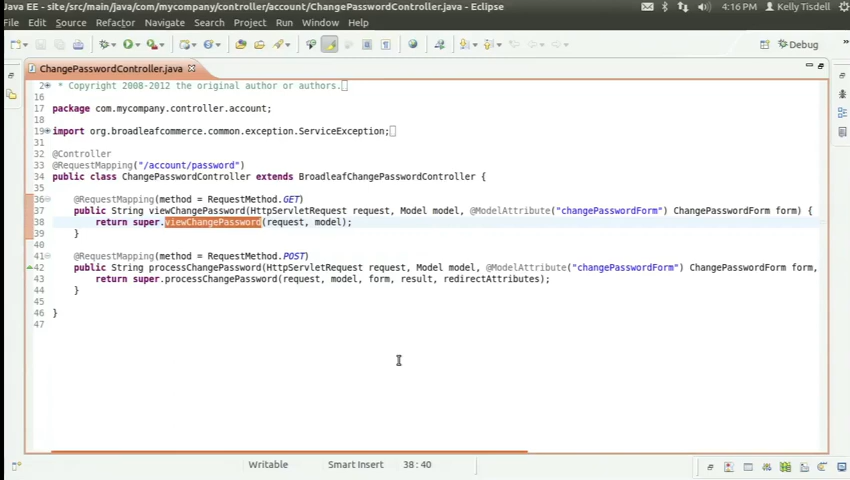 Java EE - site/src/main/java/com/mycompany/controller/account/ChangePasswordController.java - Eclipse
4:16 PM Kelly Tisdell
File Edit Source Refactor Navigate Search Project Run Window Help
Debug
ChangePasswordController.java
2 * Copyright 2008-2012 the original author or authors.
16
17 package com.mycompany.controller.account;
18
19 import org.broadleafcommerce.common.exception.ServiceException;
31
32 @Controller
33 @RequestMapping("/account/password")
34 public class ChangePasswordController extends BroadleafChangePasswordController {
35
36 @RequestMapping(method = RequestMethod.GET)
37 public String viewChangePassword(HttpServletRequest request, Model model, @ModelAttribute("changePasswordForm") ChangePasswordForm form) {
38 return super.viewChangePassword(request, model);
39 }
40
41 @RequestMapping(method = RequestMethod.POST)
42 public String processChangePassword(HttpServletRequest request, Model model, @ModelAttribute("changePasswordForm") ChangePasswordForm form,
43 return super.processChangePassword(request, model, form, result, redirectAttributes);
44 }
45
46 }
47
Writable Smart Insert 38:40